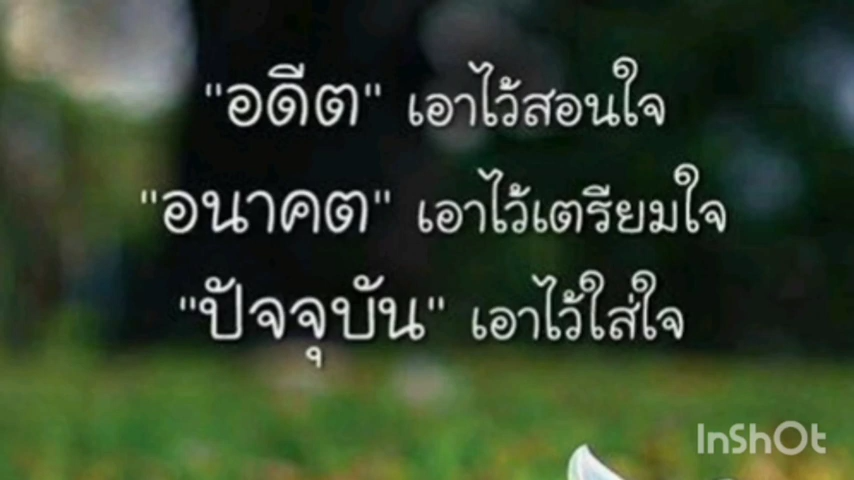 "อดีต" เอาไว้สอนใจ
"อนาคต" เอาไว้เตรียมใจ
"ปัจจุบัน" เอาไว้ใส่ใจ
InShOt